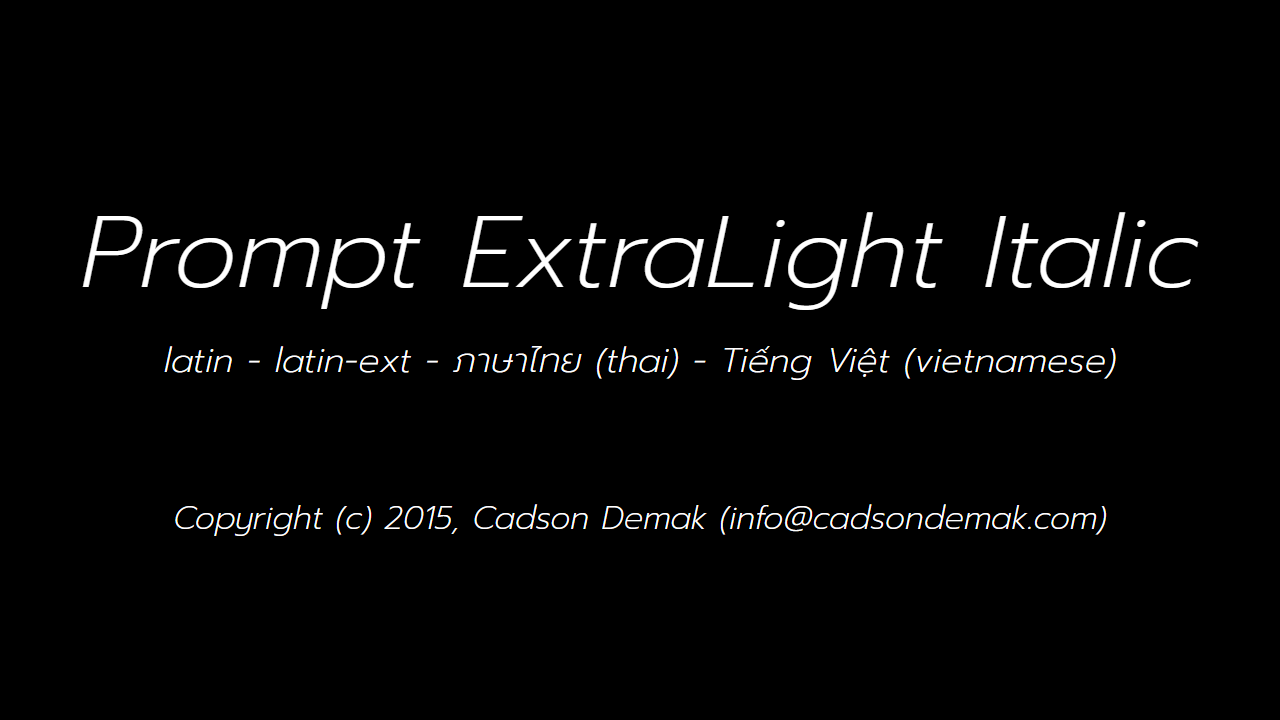 Prompt ExtraLight Italic
latin - latin-ext - ภาษาไทย (thai) - Tiếng Việt (vietnamese)
Copyright (c) 2015, Cadson Demak (info@cadsondemak.com)